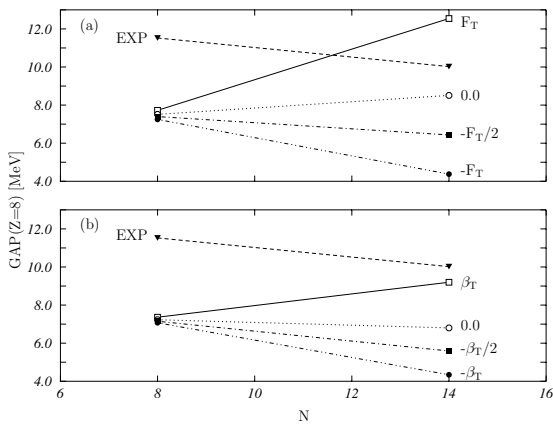 (a)
12.0
EXP
F_T
10.0
8.0
0.0
6.0
-F_T/2
-F_T
4.0
GAP(Z=8) [MeV]
(b)
12.0
EXP
10.0
β_T
8.0
0.0
6.0
-β_T/2
-β_T
4.0
6 8 10 12 14 16
N